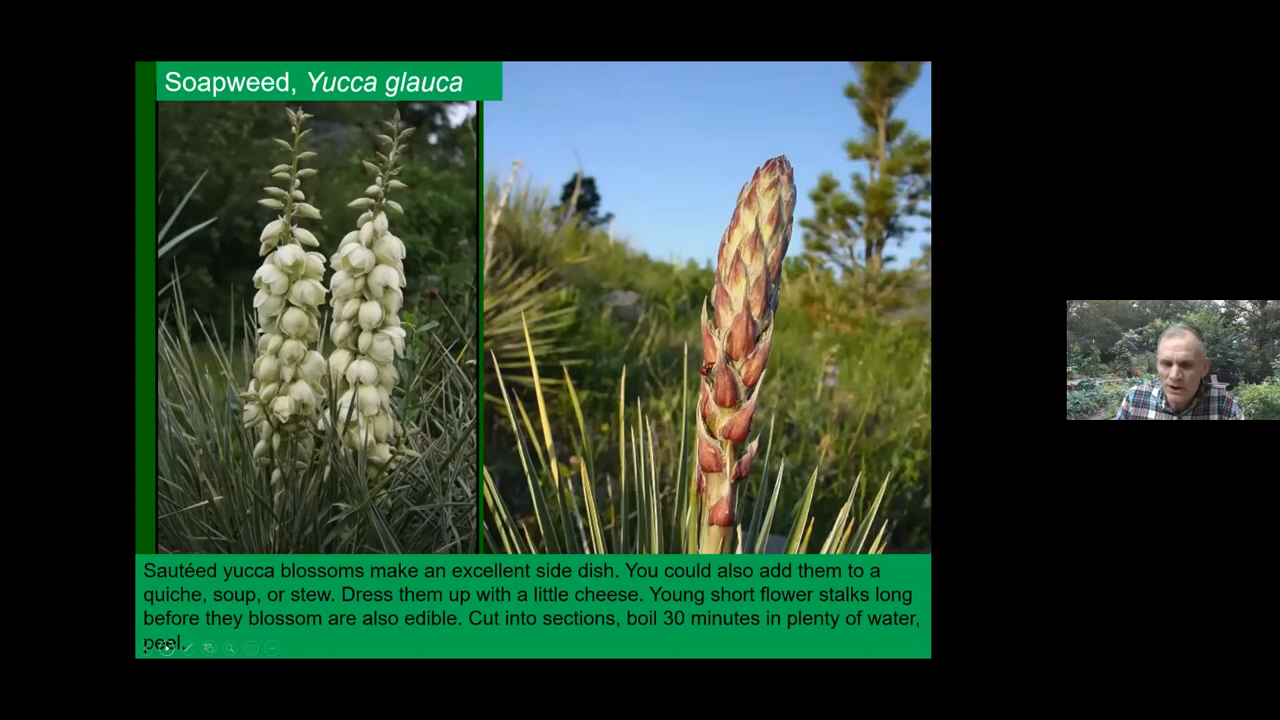 Soapweed, Yucca glauca
Sautéed yucca blossoms make an excellent side dish. You could also add them to a
quiche, soup, or stew. Dress them up with a little cheese. Young short flower stalks long
before they blossom are also edible. Cut into sections, boil 30 minutes in plenty of water,
peel.